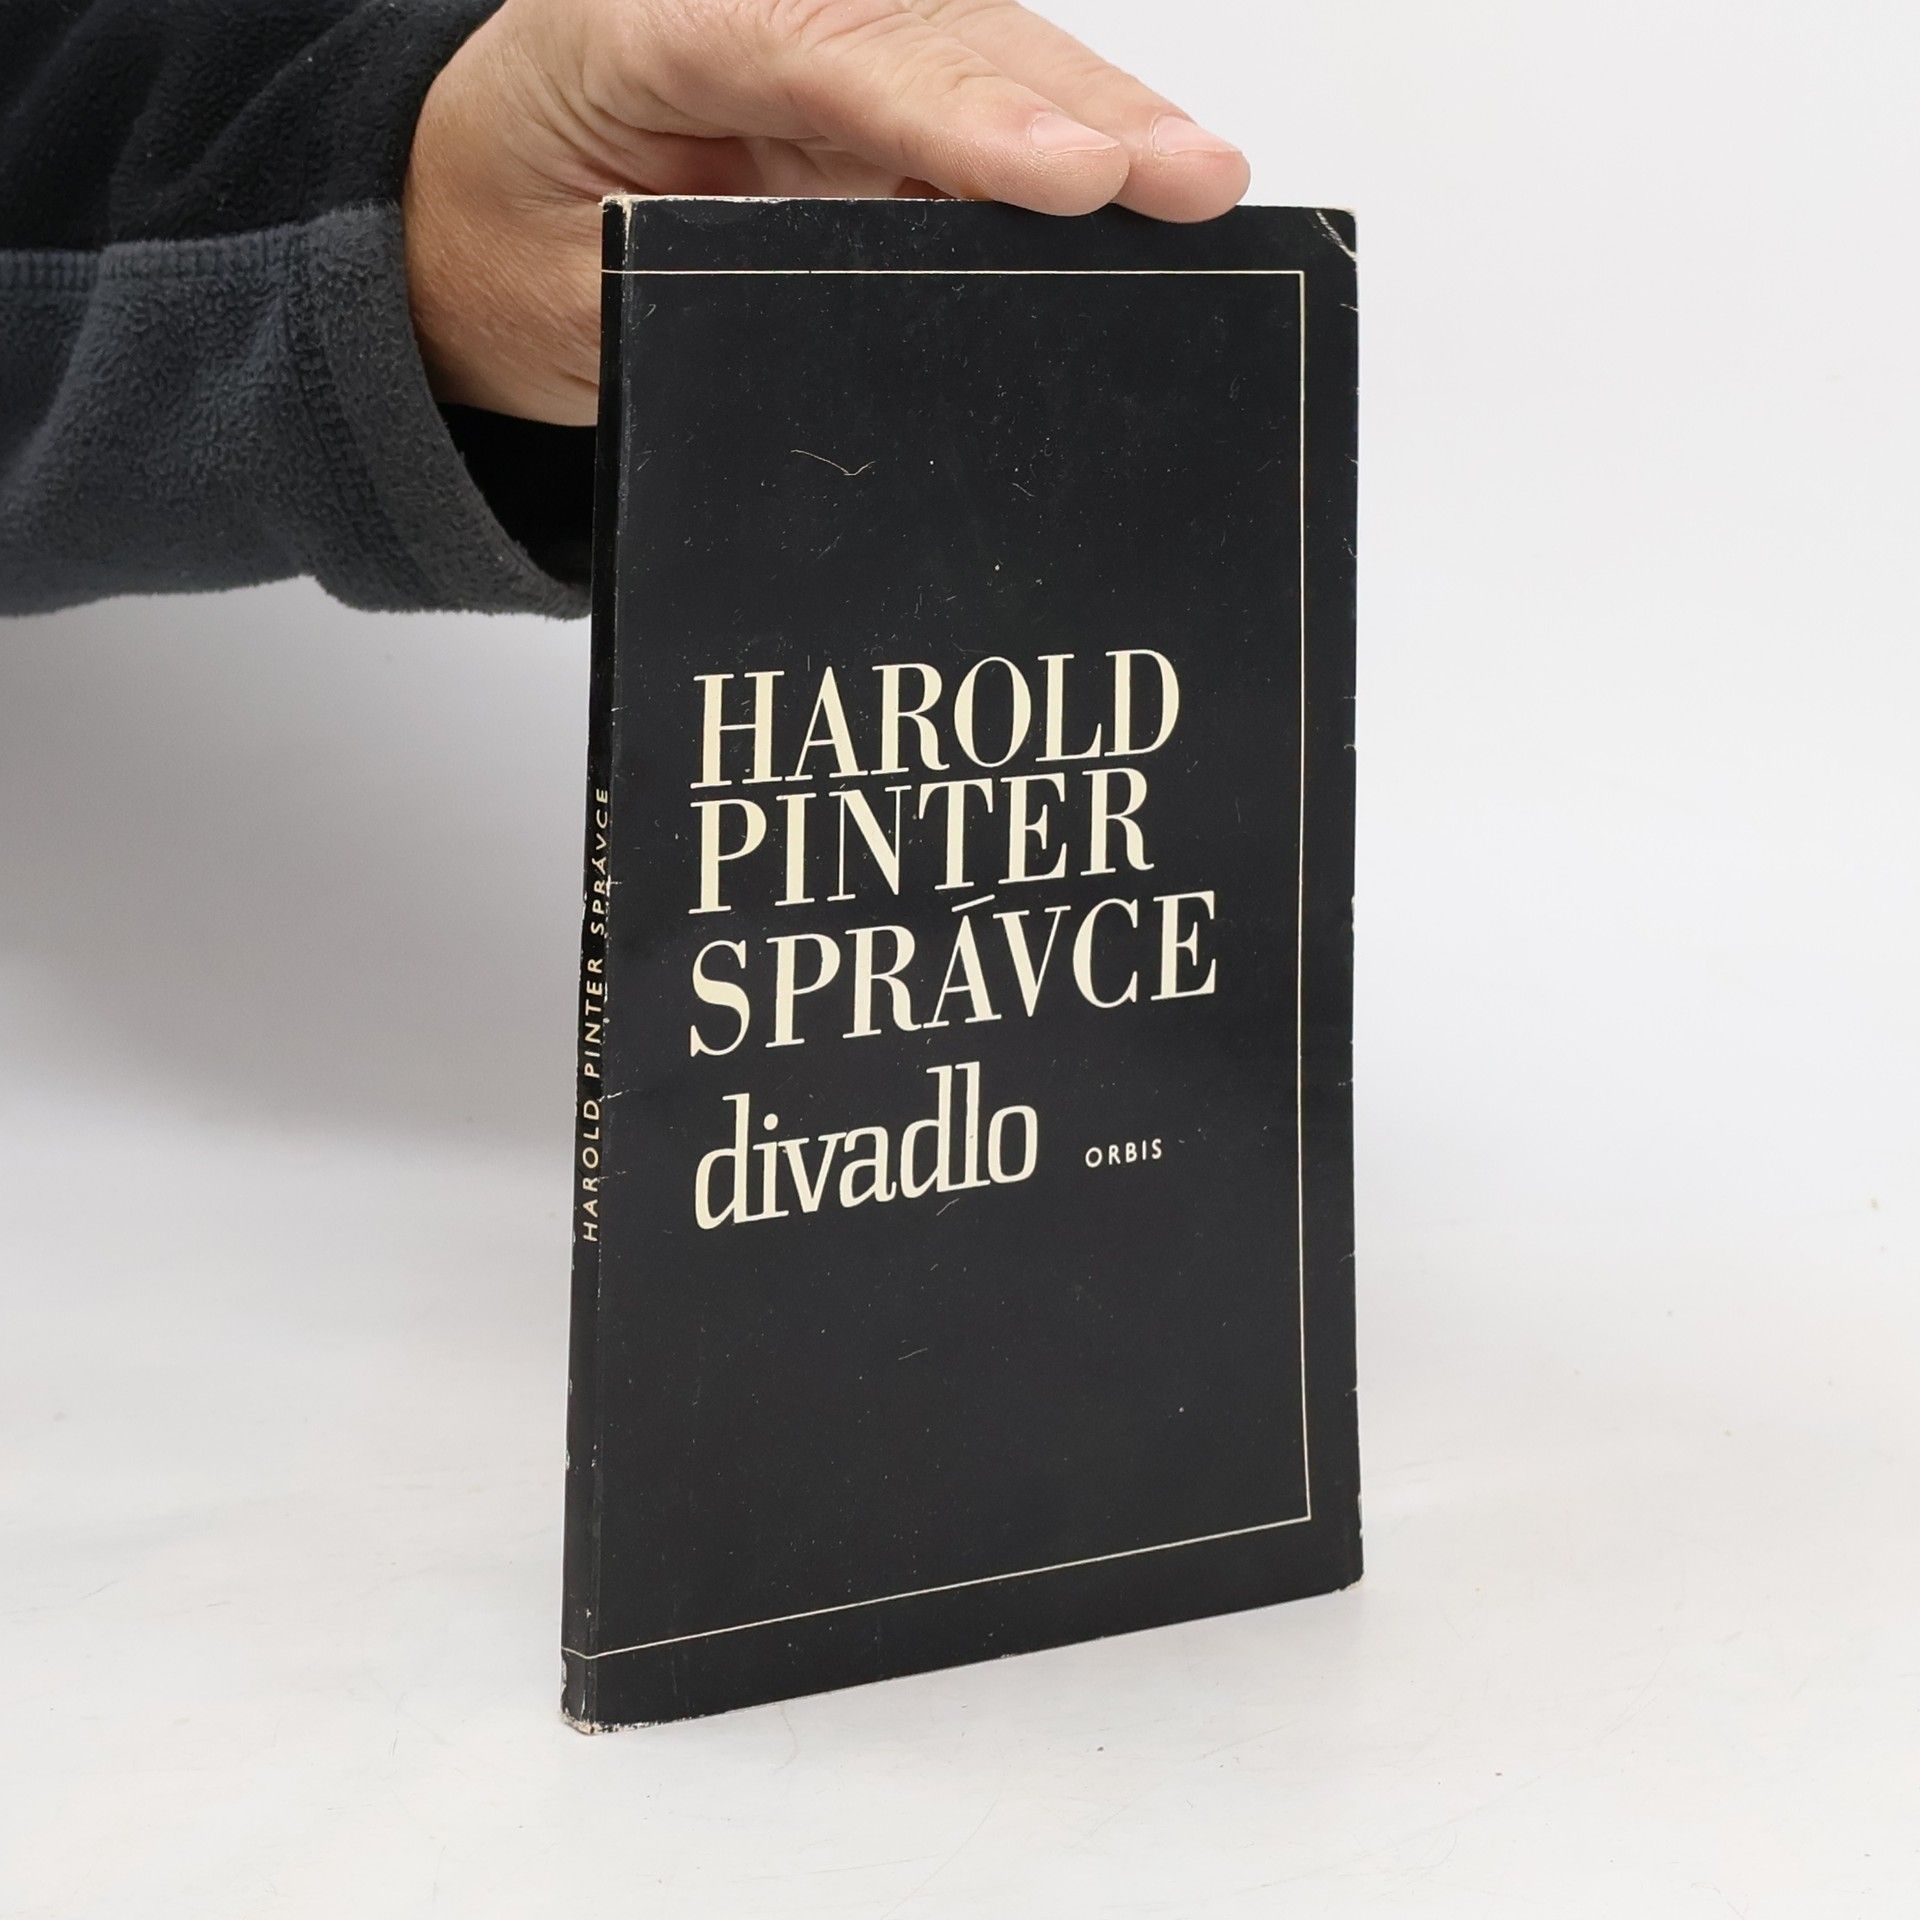 HAROLD
PINTER
SPRÁVCE
divadlo ORBIS
HAROLD PINTER SPRÁVCE